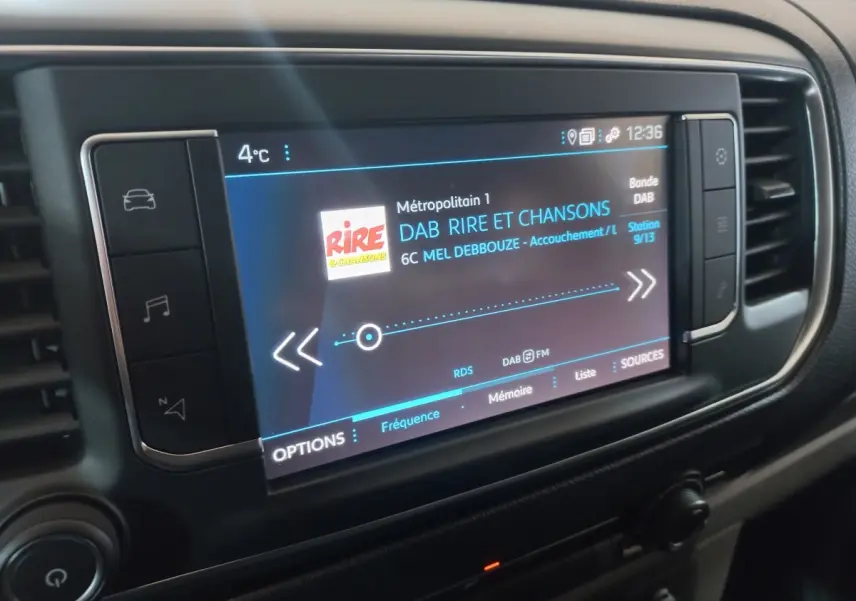 4°C
12:36
Métropolitain 1
Bande
DAB
RIRE
& CHANSONS
DAB RIRE ET CHANSONS
Station
9/13
6C MEL DEBBOUZE - Accouchement / L
RDS
DAB FM
OPTIONS
Fréquence
Mémoire
Liste
SOURCES
N